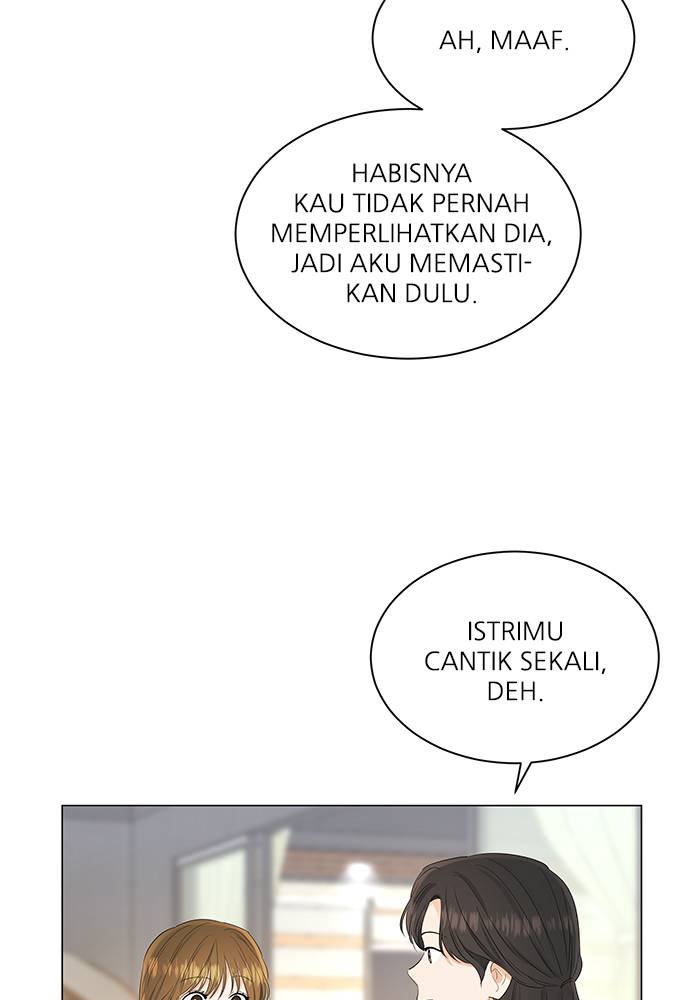 AH, MAAF.
HABISNYA
KAU TIDAK PERNAH
MEMPERLIHATKAN DIA,
JADI AKU MEMASTI-
KAN DULU.
ISTRIMU
CANTIK SEKALI,
DEH.